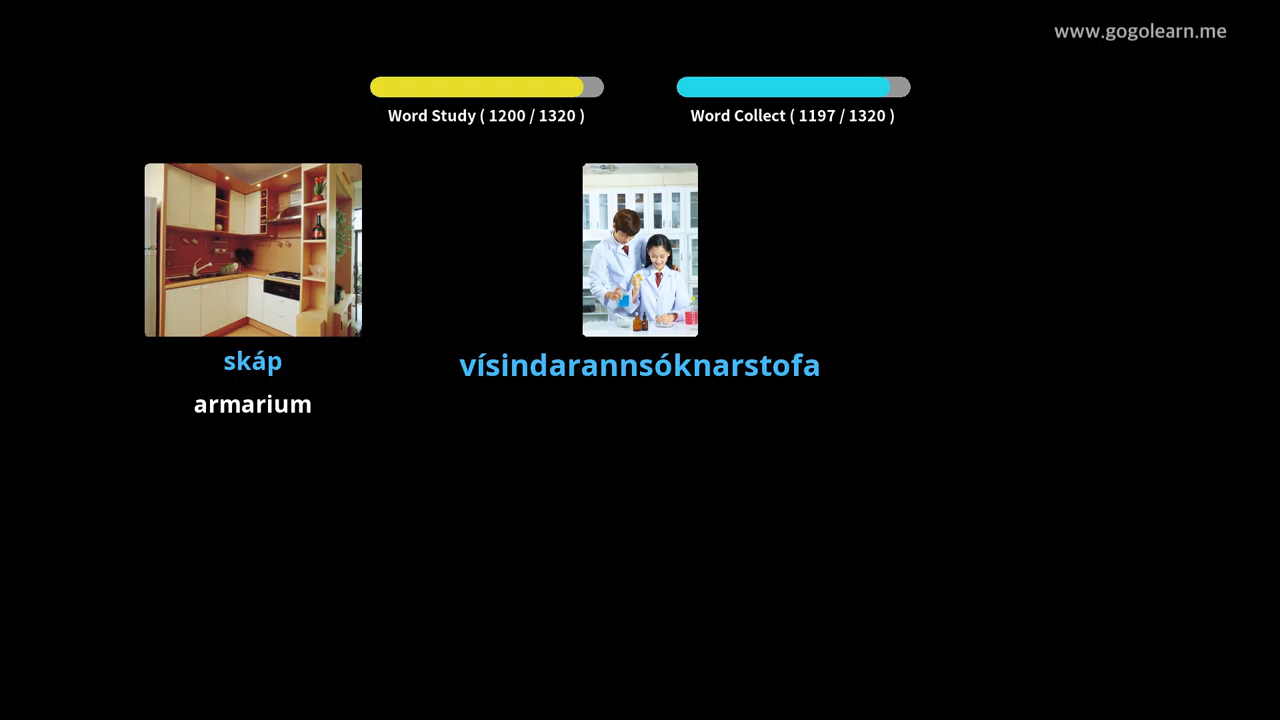 www.gogolearn.me
Word Study ( 1200 / 1320 )
Word Collect ( 1197 / 1320 )
skáp
armarium
vísindarannsóknarstofa